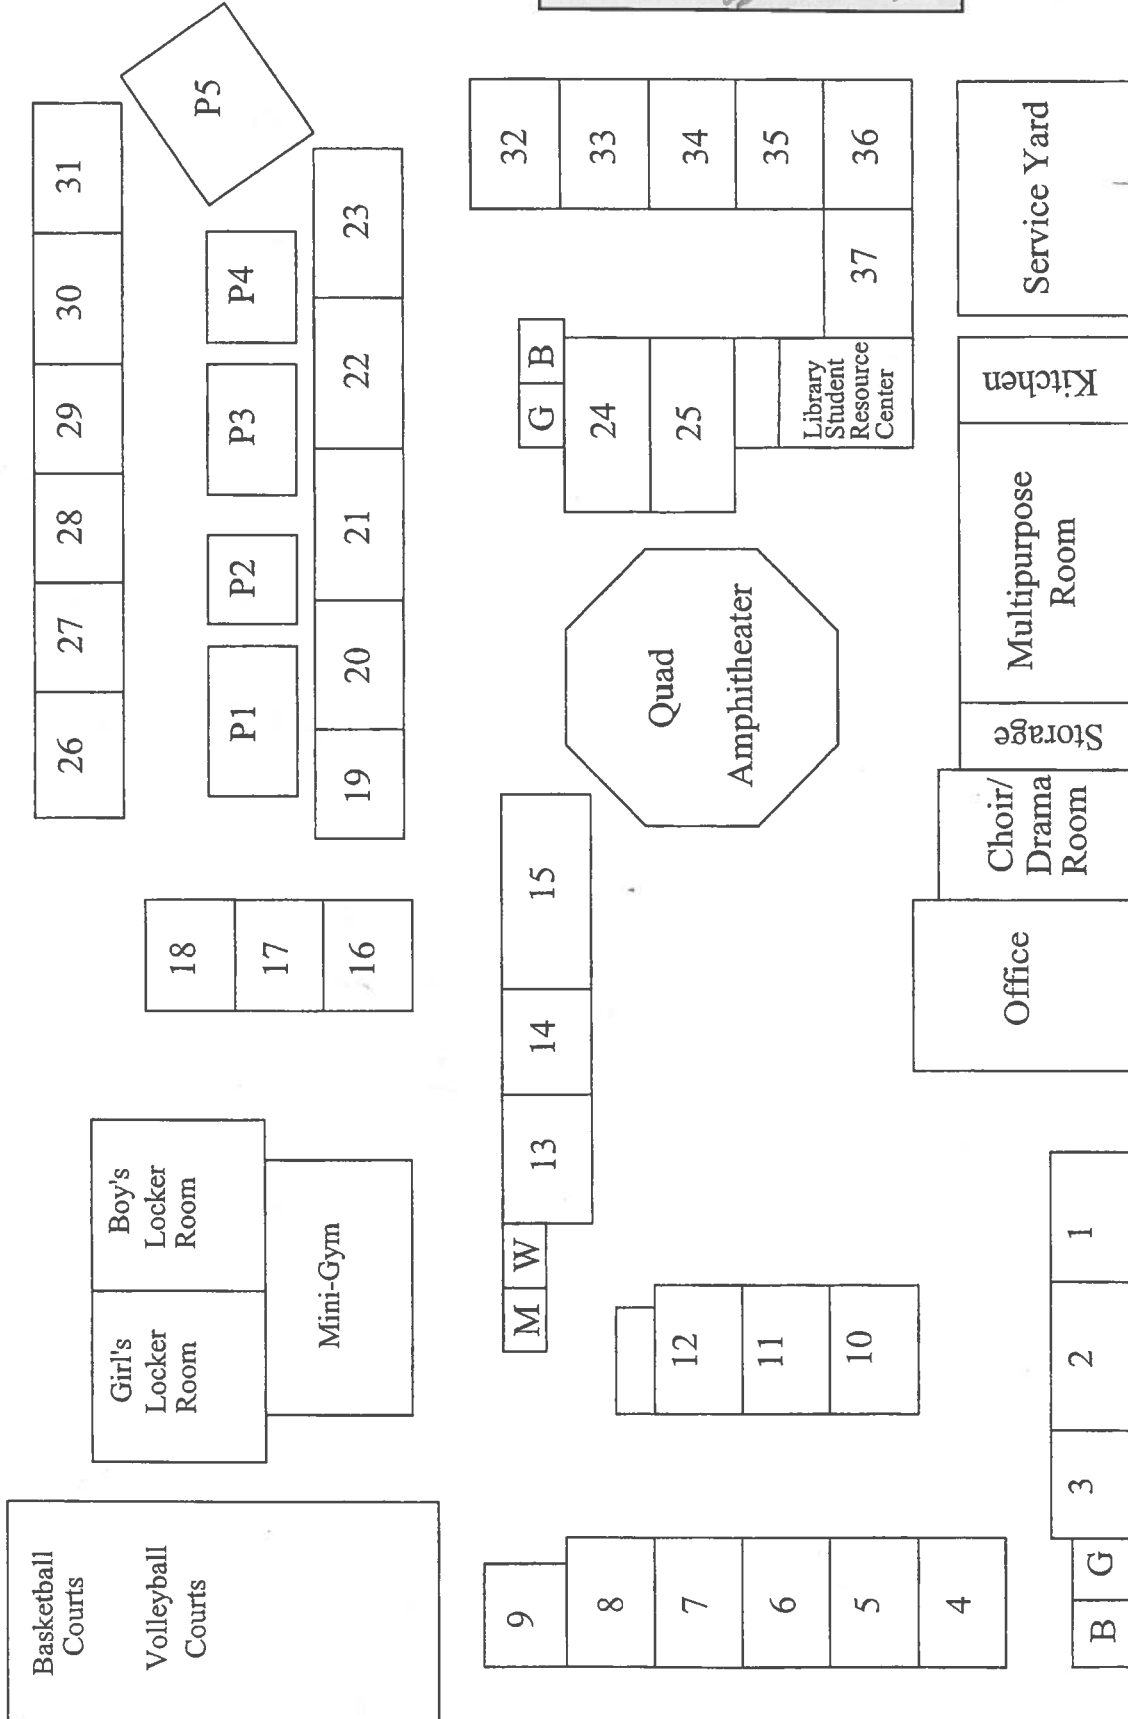 Basketball
Courts
Volleyball
Courts
Girl's
Locker
Room
Boy's
Locker
Room
Mini-Gym
18
17
16
26
27
28
29
30
31
P1
P2
P3
P4
P5
19
20
21
22
23
9
8
7
6
5
4
M
W
13
14
15
12
11
10
Quad
Amphitheater
G
B
24
25
Library
Student
Resource
Center
32
33
34
35
36
37
B
G
3
2
1
Office
Choir/
Drama
Room
Storage
Multipurpose
Room
Kitchen
Service Yard